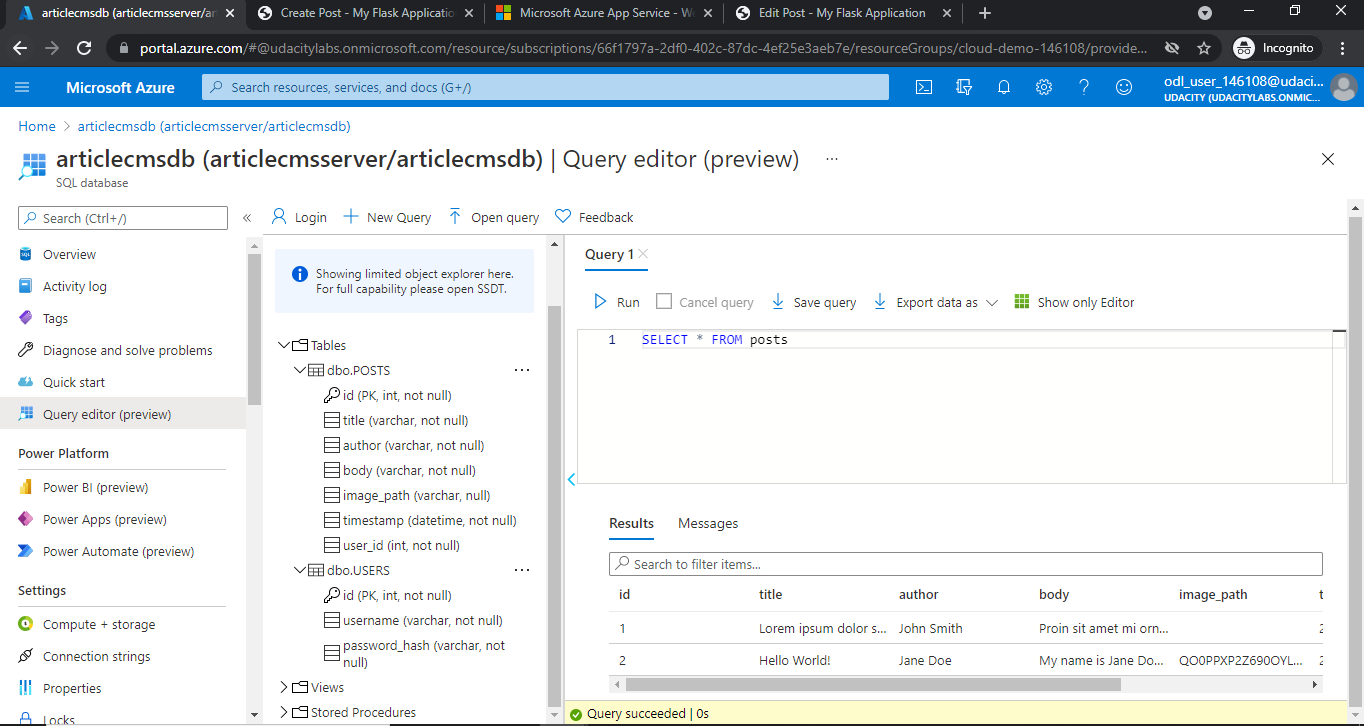 articlecmsdb (articlecmsserver/ar
Create Post - My Flask Applicatio
Microsoft Azure App Service - We
Edit Post - My Flask Application
portal.azure.com/#@udacitylabs.onmicrosoft.com/resource/subscriptions/66f1797a-2df0-402c-87dc-4ef25e3aeb7e/resourceGroups/cloud-demo-146108/provide...
Incognito
Microsoft Azure
Search resources, services, and docs (G+/)
odl_user_146108@udaci...
UDACITY (UDACITYLABS.ONMIC...
Home > articlecmsdb (articlecmsserver/articlecmsdb)
articlecmsdb (articlecmsserver/articlecmsdb) | Query editor (preview) ...
SQL database
Search (Ctrl+/)
«
Overview
Activity log
Tags
Diagnose and solve problems
Quick start
Query editor (preview)
Power Platform
Power BI (preview)
Power Apps (preview)
Power Automate (preview)
Settings
Compute + storage
Connection strings
Properties
Locks
Login
New Query
Open query
Feedback
Showing limited object explorer here.
For full capability please open SSDT.
Tables
dbo.POSTS ...
id (PK, int, not null)
title (varchar, not null)
author (varchar, not null)
body (varchar, not null)
image_path (varchar, null)
timestamp (datetime, not null)
user_id (int, not null)
dbo.USERS ...
id (PK, int, not null)
username (varchar, not null)
password_hash (varchar, not
null)
Views
Stored Procedures
Query 1
Run
Cancel query
Save query
Export data as
Show only Editor
1 SELECT * FROM posts
Results Messages
Search to filter items...
id title author body image_path t
1 Lorem ipsum dolor s... John Smith Proin sit amet mi orn... 2
2 Hello World! Jane Doe My name is Jane Do... QO0PPXP2Z690OYL... 2
Query succeeded | 0s